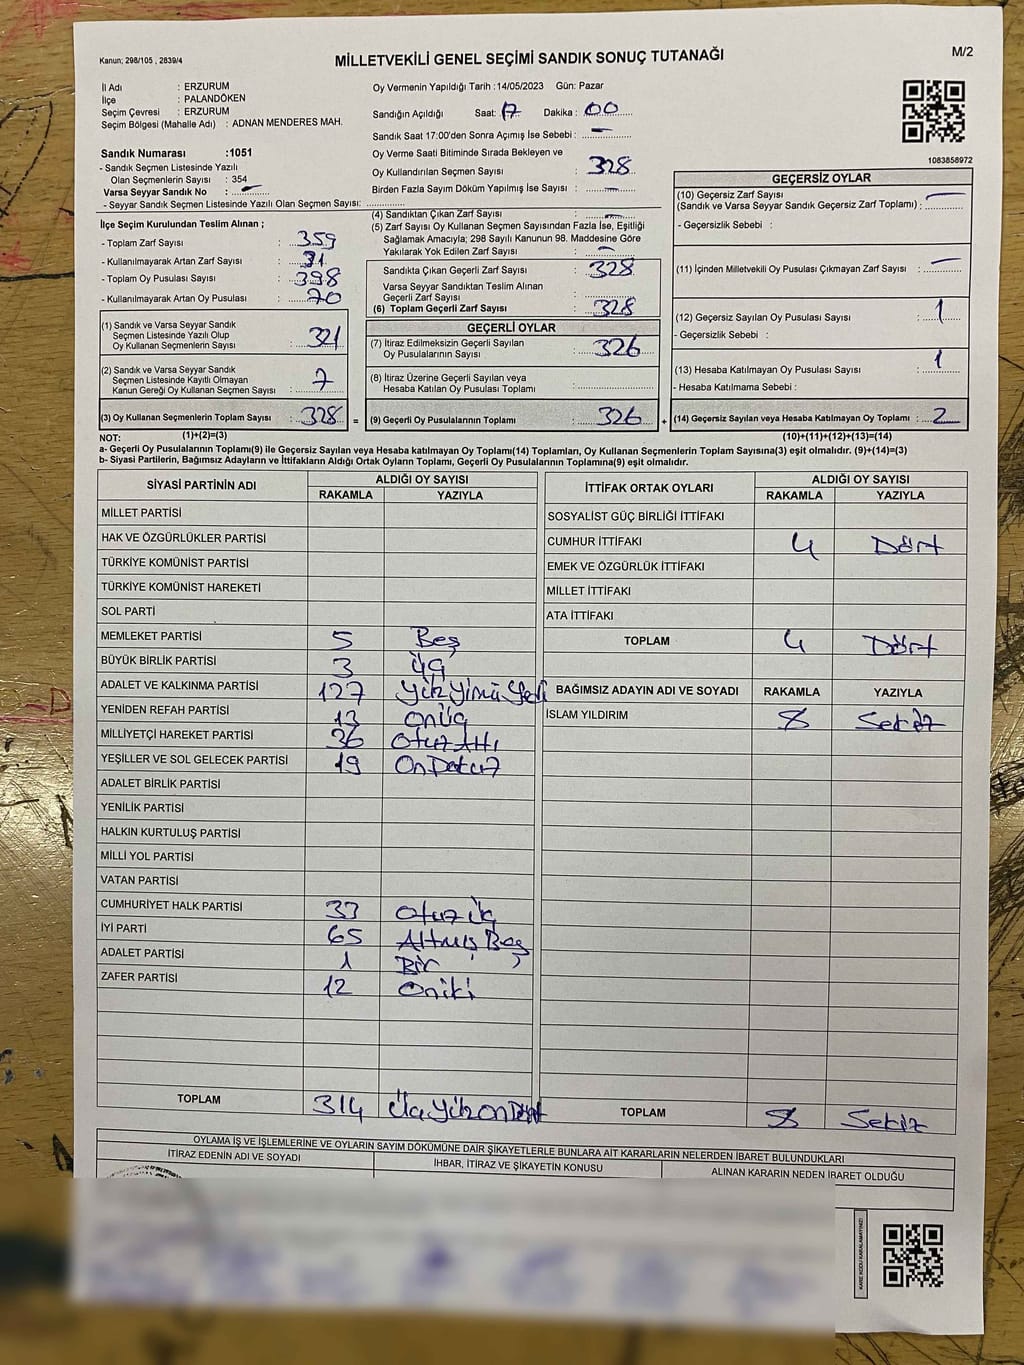 Kanun; 298/105 , 2839/4
MİLLETVEKİLİ GENEL SEÇİMİ SANDIK SONUÇ TUTANAĞI
M/2
İl Adı : ERZURUM
İlçe : PALANDÖKEN
Seçim Çevresi : ERZURUM
Seçim Bölgesi (Mahalle Adı) : ADNAN MENDERES MAH.
Sandık Numarası :1051
- Sandık Seçmen Listesinde Yazılı
Olan Seçmenlerin Sayısı : 354
Varsa Seyyar Sandık No :
- Seyyar Sandık Seçmen Listesinde Yazılı Olan Seçmen Sayısı:
Oy Vermenin Yapıldığı Tarih :14/05/2023 Gün: Pazar
Sandığın Açıldığı Saat: 17 Dakika : 00
Sandık Saat 17:00'den Sonra Açımış İse Sebebi : —
Oy Verme Saati Bitiminde Sırada Bekleyen ve
Oy Kullandırılan Seçmen Sayısı : 328
Birden Fazla Sayım Döküm Yapılmış İse Sayısı : —
1083858972
İlçe Seçim Kurulundan Teslim Alınan ;
- Toplam Zarf Sayısı : 359
- Kullanılmayarak Artan Zarf Sayısı : 31
- Toplam Oy Pusulası Sayısı : 398
- Kullanılmayarak Artan Oy Pusulası : 70
(1) Sandık ve Varsa Seyyar Sandık
Seçmen Listesinde Yazılı Olup
Oy Kullanan Seçmenlerin Sayısı : 321
(2) Sandık ve Varsa Seyyar Sandık
Seçmen Listesinde Kayıtlı Olmayan
Kanun Gereği Oy Kullanan Seçmen Sayısı : 7
(3) Oy Kullanan Seçmenlerin Toplam Sayısı : 328 =
(1)+(2)=(3)
(4) Sandıktan Çıkan Zarf Sayısı : —
(5) Zarf Sayısı Oy Kullanan Seçmen Sayısından Fazla İse, Eşitliği
Sağlamak Amacıyla; 298 Sayılı Kanunun 98. Maddesine Göre
Yakılarak Yok Edilen Zarf Sayısı : —
Sandıkta Çıkan Geçerli Zarf Sayısı : 328
Varsa Seyyar Sandıktan Teslim Alınan
Geçerli Zarf Sayısı :
(6) Toplam Geçerli Zarf Sayısı : 328
GEÇERLİ OYLAR
(7) İtiraz Edilmeksizin Geçerli Sayılan
Oy Pusulalarının Sayısı : 326
(8) İtiraz Üzerine Geçerli Sayılan veya
Hesaba Katılan Oy Pusulası Toplamı :
(9) Geçerli Oy Pusulalarının Toplamı : 326 +
GEÇERSİZ OYLAR
(10) Geçersiz Zarf Sayısı
(Sandık ve Varsa Seyyar Sandık Geçersiz Zarf Toplamı) : —
- Geçersizlik Sebebi :
(11) İçinden Milletvekili Oy Pusulası Çıkmayan Zarf Sayısı : —
(12) Geçersiz Sayılan Oy Pusulası Sayısı : 1
- Geçersizlik Sebebi :
(13) Hesaba Katılmayan Oy Pusulası Sayısı : 1
- Hesaba Katılmama Sebebi :
(14) Geçersiz Sayılan veya Hesaba Katılmayan Oy Toplamı : 2
(10)+(11)+(12)+(13)=(14)
NOT:
a- Geçerli Oy Pusulalarının Toplamı(9) ile Geçersiz Sayılan veya Hesaba katılmayan Oy Toplamı(14) Toplamları, Oy Kullanan Seçmenlerin Toplam Sayısına(3) eşit olmalıdır. (9)+(14)=(3)
b- Siyasi Partilerin, Bağımsız Adayların ve İttifakların Aldığı Ortak Oyların Toplamı, Geçerli Oy Pusulalarının Toplamına(9) eşit olmalıdır.
SİYASİ PARTİNİN ADI ALDIĞI OY SAYISI
RAKAMLA YAZIYLA
MİLLET PARTİSİ
HAK VE ÖZGÜRLÜKLER PARTİSİ
TÜRKİYE KOMÜNİST PARTİSİ
TÜRKİYE KOMÜNİST HAREKETİ
SOL PARTİ
MEMLEKET PARTİSİ 5 Beş
BÜYÜK BİRLİK PARTİSİ 3 Üç
ADALET VE KALKINMA PARTİSİ 127 Yüz Yirmi Yedi
YENİDEN REFAH PARTİSİ 13 Onüç
MİLLİYETÇİ HAREKET PARTİSİ 36 Otuz Altı
YEŞİLLER VE SOL GELECEK PARTİSİ 19 On Dokuz
ADALET BİRLİK PARTİSİ
YENİLİK PARTİSİ
HALKIN KURTULUŞ PARTİSİ
MİLLİ YOL PARTİSİ
VATAN PARTİSİ
CUMHURİYET HALK PARTİSİ 33 Otuz Üç
İYİ PARTİ 65 Altmış Beş
ADALET PARTİSİ 1 Bir
ZAFER PARTİSİ 12 Oniki
TOPLAM 314 Üç Yüz On Dört
İTTİFAK ORTAK OYLARI ALDIĞI OY SAYISI
RAKAMLA YAZIYLA
SOSYALİST GÜÇ BİRLİĞİ İTTİFAKI
CUMHUR İTTİFAKI 4 Dört
EMEK VE ÖZGÜRLÜK İTTİFAKI
MİLLET İTTİFAKI
ATA İTTİFAKI
TOPLAM 4 Dört
BAĞIMSIZ ADAYIN ADI VE SOYADI RAKAMLA YAZIYLA
İSLAM YILDIRIM 8 Sekiz
TOPLAM 8 Sekiz
OYLAMA İŞ VE İŞLEMLERİNE VE OYLARIN SAYIM DÖKÜMÜNE DAİR ŞİKAYETLERLE BUNLARA AİT KARARLARIN NELERDEN İBARET BULUNDUKLARI
İTİRAZ EDENİN ADI VE SOYADI İHBAR, İTİRAZ VE ŞİKAYETİN KONUSU ALINAN KARARIN NEDEN İBARET OLDUĞU
KARE KODU KARALAMAYINIZ!